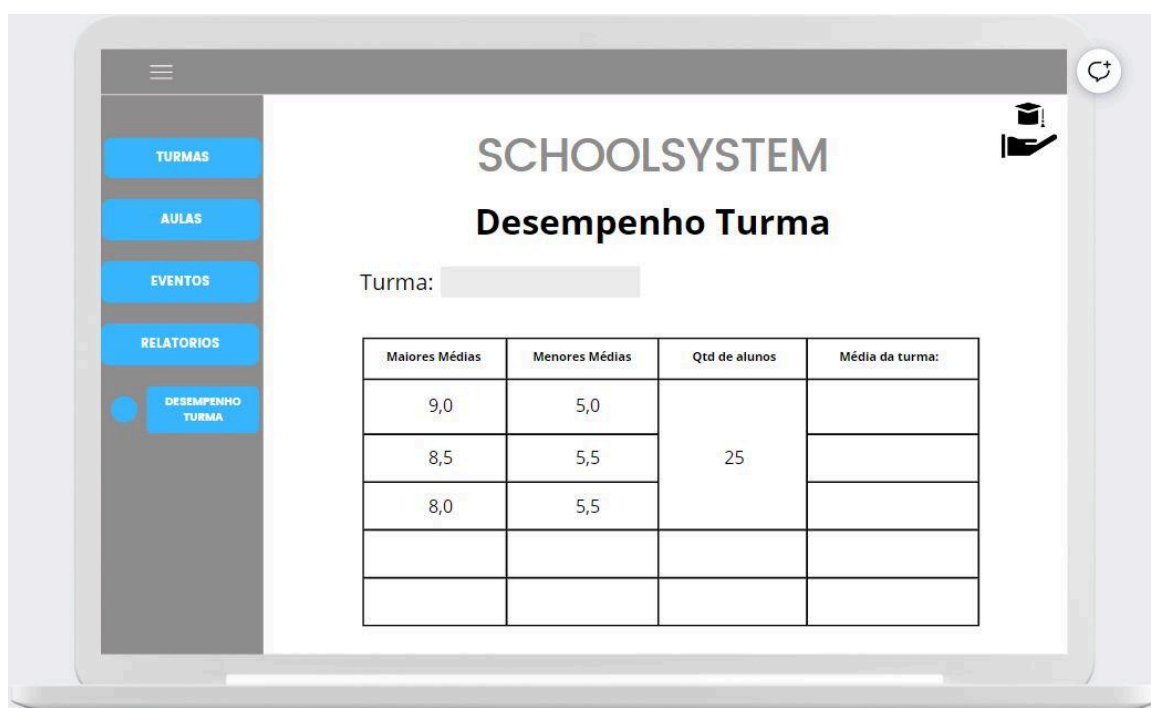 SCHOOLSYSTEM
Desempenho Turma
TURMAS
AULAS
EVENTOS
RELATORIOS
DESEMPENHO
TURMA
Turma:
Maiores Médias Menores Médias Qtd de alunos Média da turma:
9,0 5,0
8,5 5,5 25
8,0 5,5